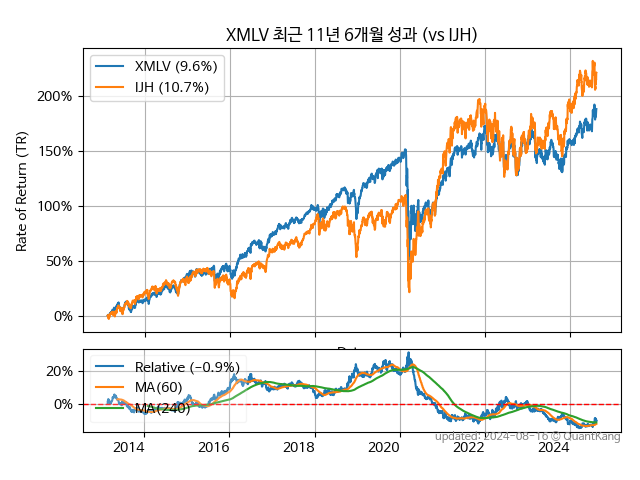 XMLV 최근 11년 6개월 성과 (vs IJH)
XMLV (9.6%)
IJH (10.7%)
Rate of Return (TR)
200%
150%
100%
50%
0%
Relative (-0.9%)
MA(60)
MA(240)
20%
0%
2014
2016
2018
2020
2022
2024
updated: 2024-08-16 © QuantKang